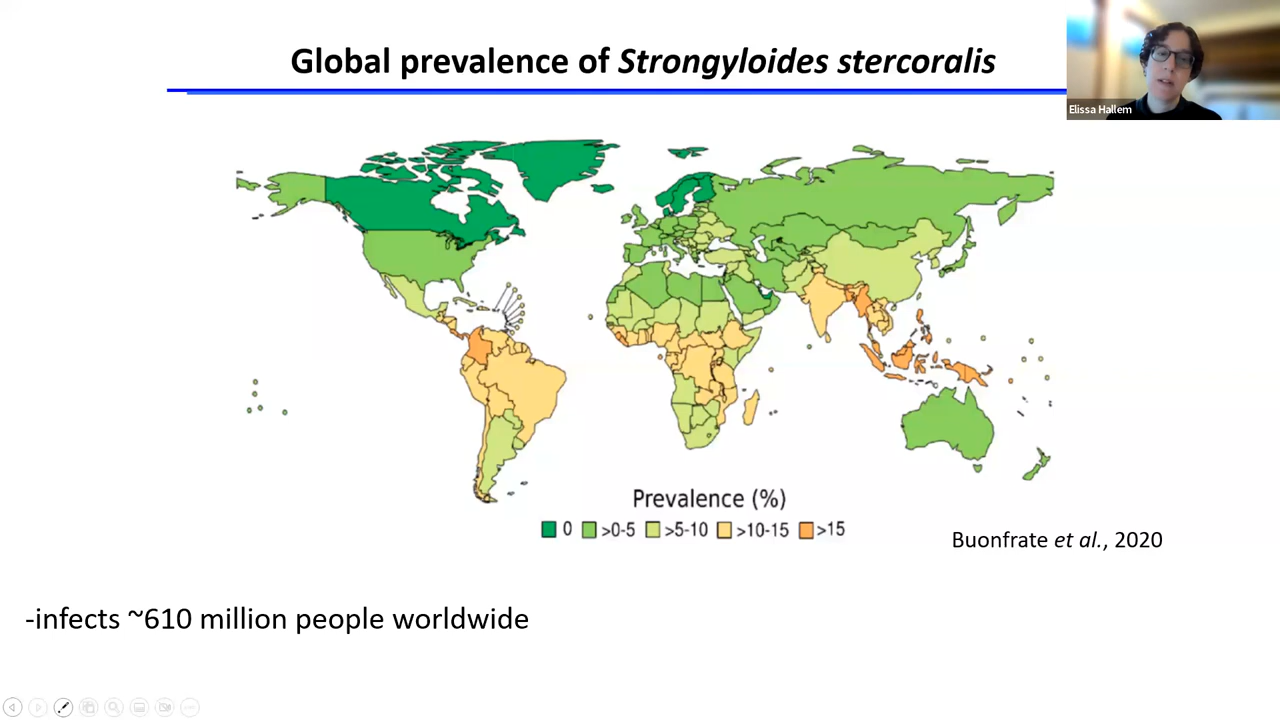 Global prevalence of Strongyloides stercoralis
Elissa Hallem
Prevalence (%)
0 >0-5 >5-10 >10-15 >15
Buonfrate et al., 2020
-infects ~610 million people worldwide